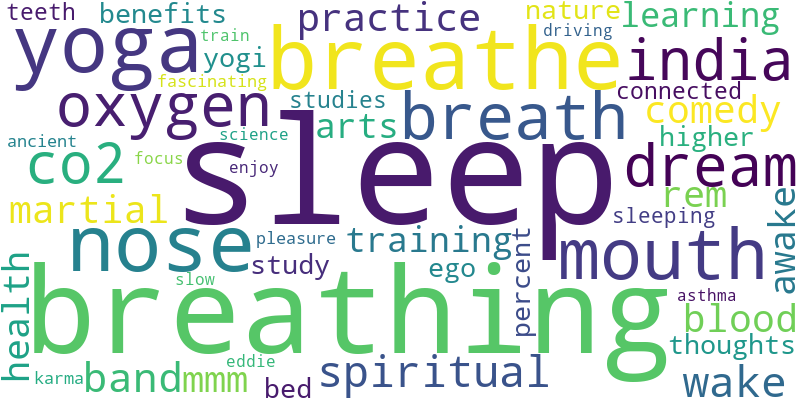 teeth
benefits
practice
nature
learning
yoga
train
yogi
breathe
driving
india
fascinating
connected
oxygen
studies
breath
comedy
ancient
science
arts
higher
co2
focus
enjoy
sleep
dream
rem
martial
sleeping
awake
nose
pleasure
training
percent
mouth
study
ego
health
slow
breathing
asthma
blood
thoughts
eddie
karma
band
mmm
bed
spiritual
wake